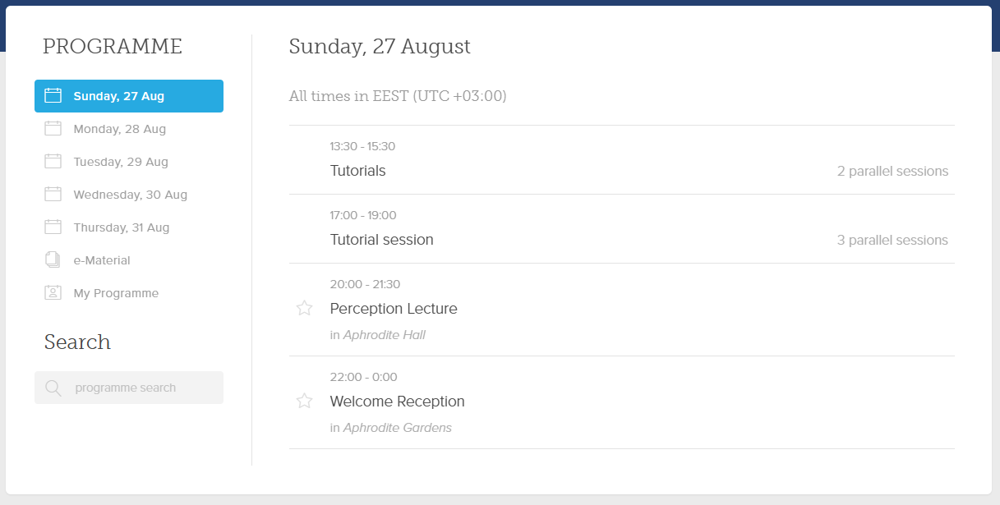 PROGRAMME
Sunday, 27 Aug
Monday, 28 Aug
Tuesday, 29 Aug
Wednesday, 30 Aug
Thursday, 31 Aug
e-Material
My Programme
Search
programme search
Sunday, 27 August
All times in EEST (UTC +03:00)
13:30 - 15:30
Tutorials
2 parallel sessions
17:00 - 19:00
Tutorial session
3 parallel sessions
20:00 - 21:30
Perception Lecture
in Aphrodite Hall
22:00 - 0:00
Welcome Reception
in Aphrodite Gardens